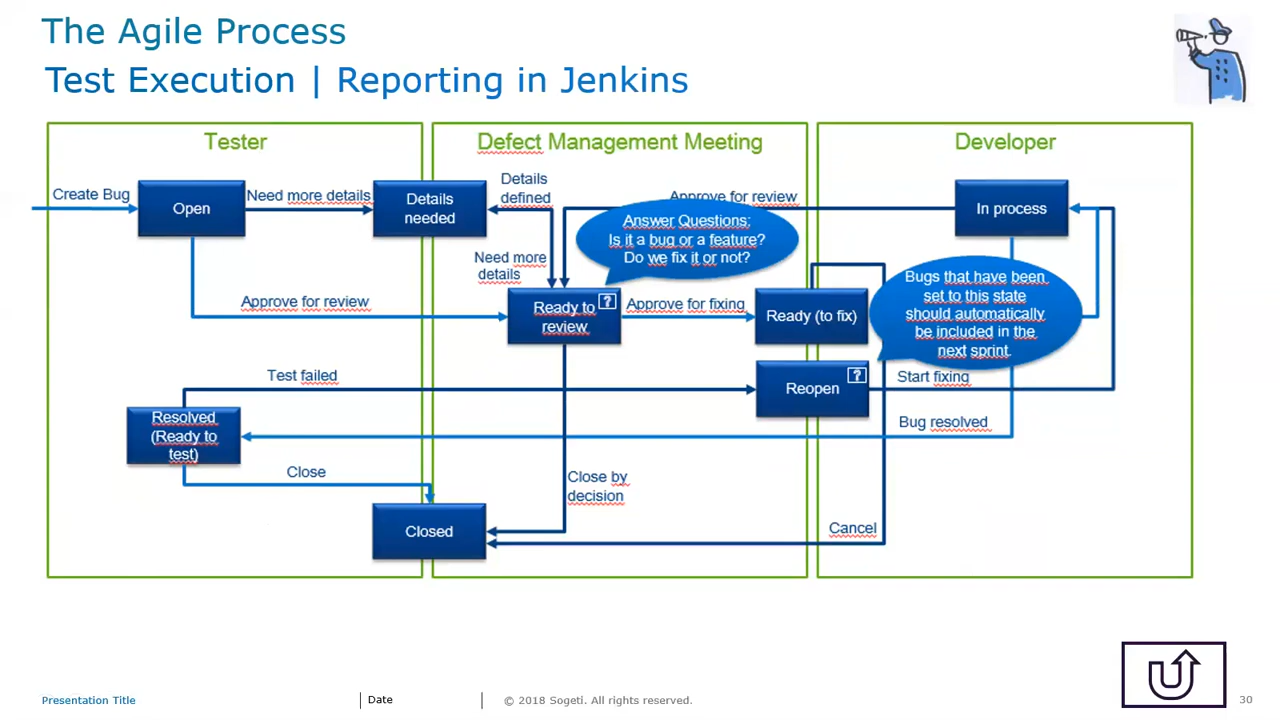 The Agile Process
Test Execution | Reporting in Jenkins
Tester
Defect Management Meeting
Developer
Create Bug
Open
Need more details
Details
needed
Details
defined
Approve for review
In process
Answer Questions:
Is it a bug or a feature?
Do we fix it or not?
Need more
details
Bugs that have been
set to this state
should automatically
be included in the
next sprint.
Approve for review
Ready to
review
?
Approve for fixing
Ready (to fix)
Test failed
Reopen
?
Start fixing
Resolved
(Ready to
test)
Bug resolved
Close
Close by
decision
Closed
Cancel
Presentation Title
Date
© 2018 Sogeti. All rights reserved.
30